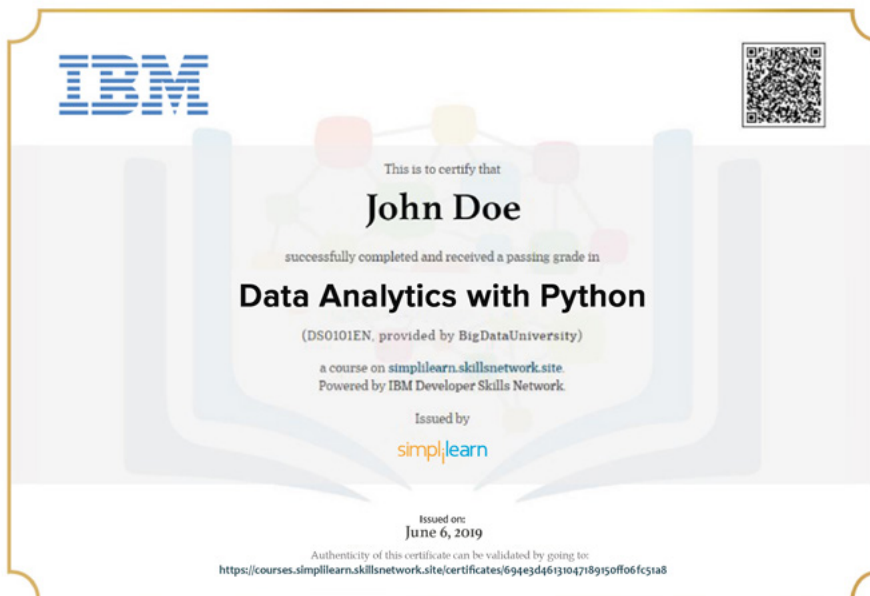 IBM
This is to certify that
John Doe
successfully completed and received a passing grade in
Data Analytics with Python
(DS0101EN, provided by BigDataUniversity)
a course on simplilearn.skillsnetwork.site.
Powered by IBM Developer Skills Network.
Issued by
simplilearn
Issued on:
June 6, 2019
Authenticity of this certificate can be validated by going to:
https://courses.simplilearn.skillsnetwork.site/certificates/694e3d46131047189150ff06fc51a8